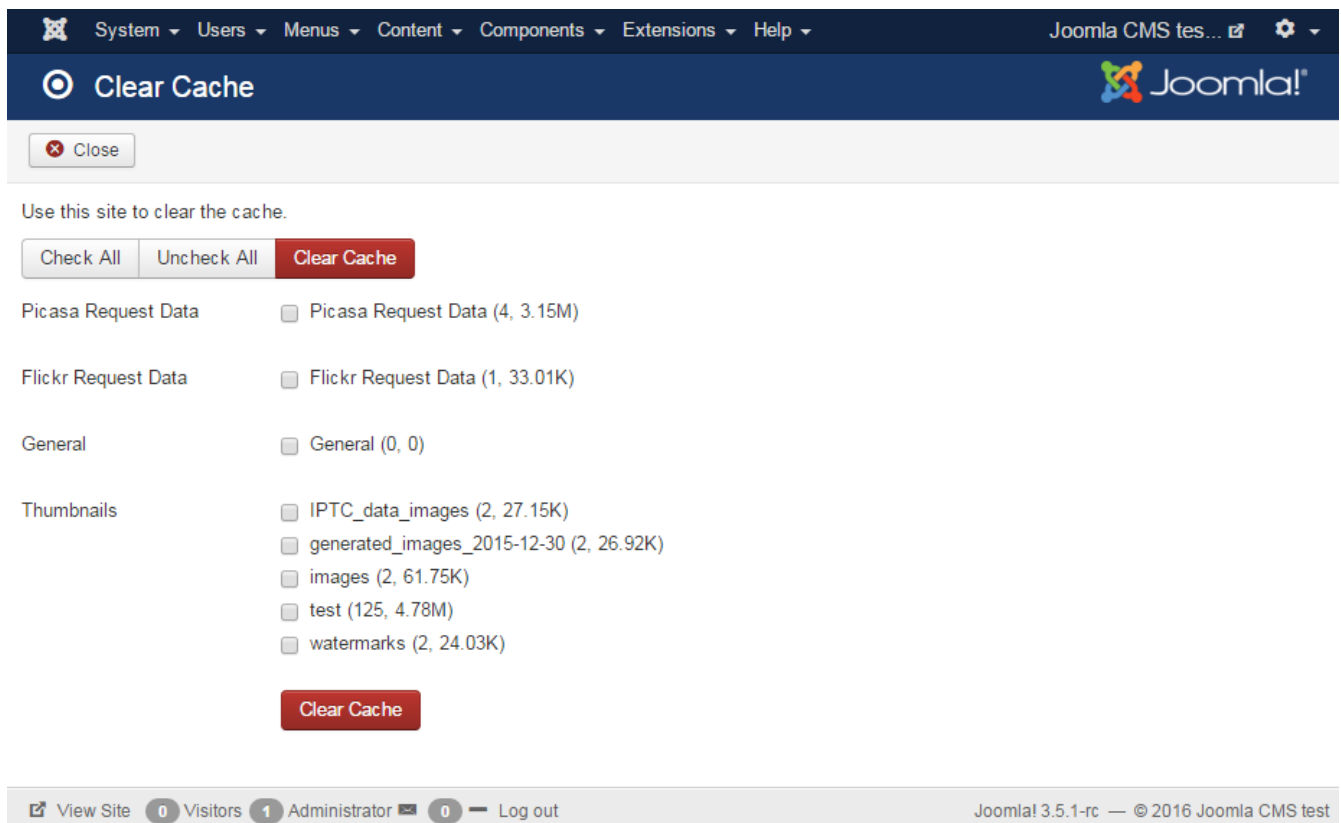 System Users Menus Content Components Extensions Help Joomla CMS tes...
Clear Cache Joomla!®
Close
Use this site to clear the cache.
Check All Uncheck All Clear Cache
Picasa Request Data Picasa Request Data (4, 3.15M)
Flickr Request Data Flickr Request Data (1, 33.01K)
General General (0, 0)
Thumbnails IPTC_data_images (2, 27.15K)
generated_images_2015-12-30 (2, 26.92K)
images (2, 61.75K)
test (125, 4.78M)
watermarks (2, 24.03K)
Clear Cache
View Site 0 Visitors 1 Administrator 0 Log out Joomla! 3.5.1-rc — © 2016 Joomla CMS test